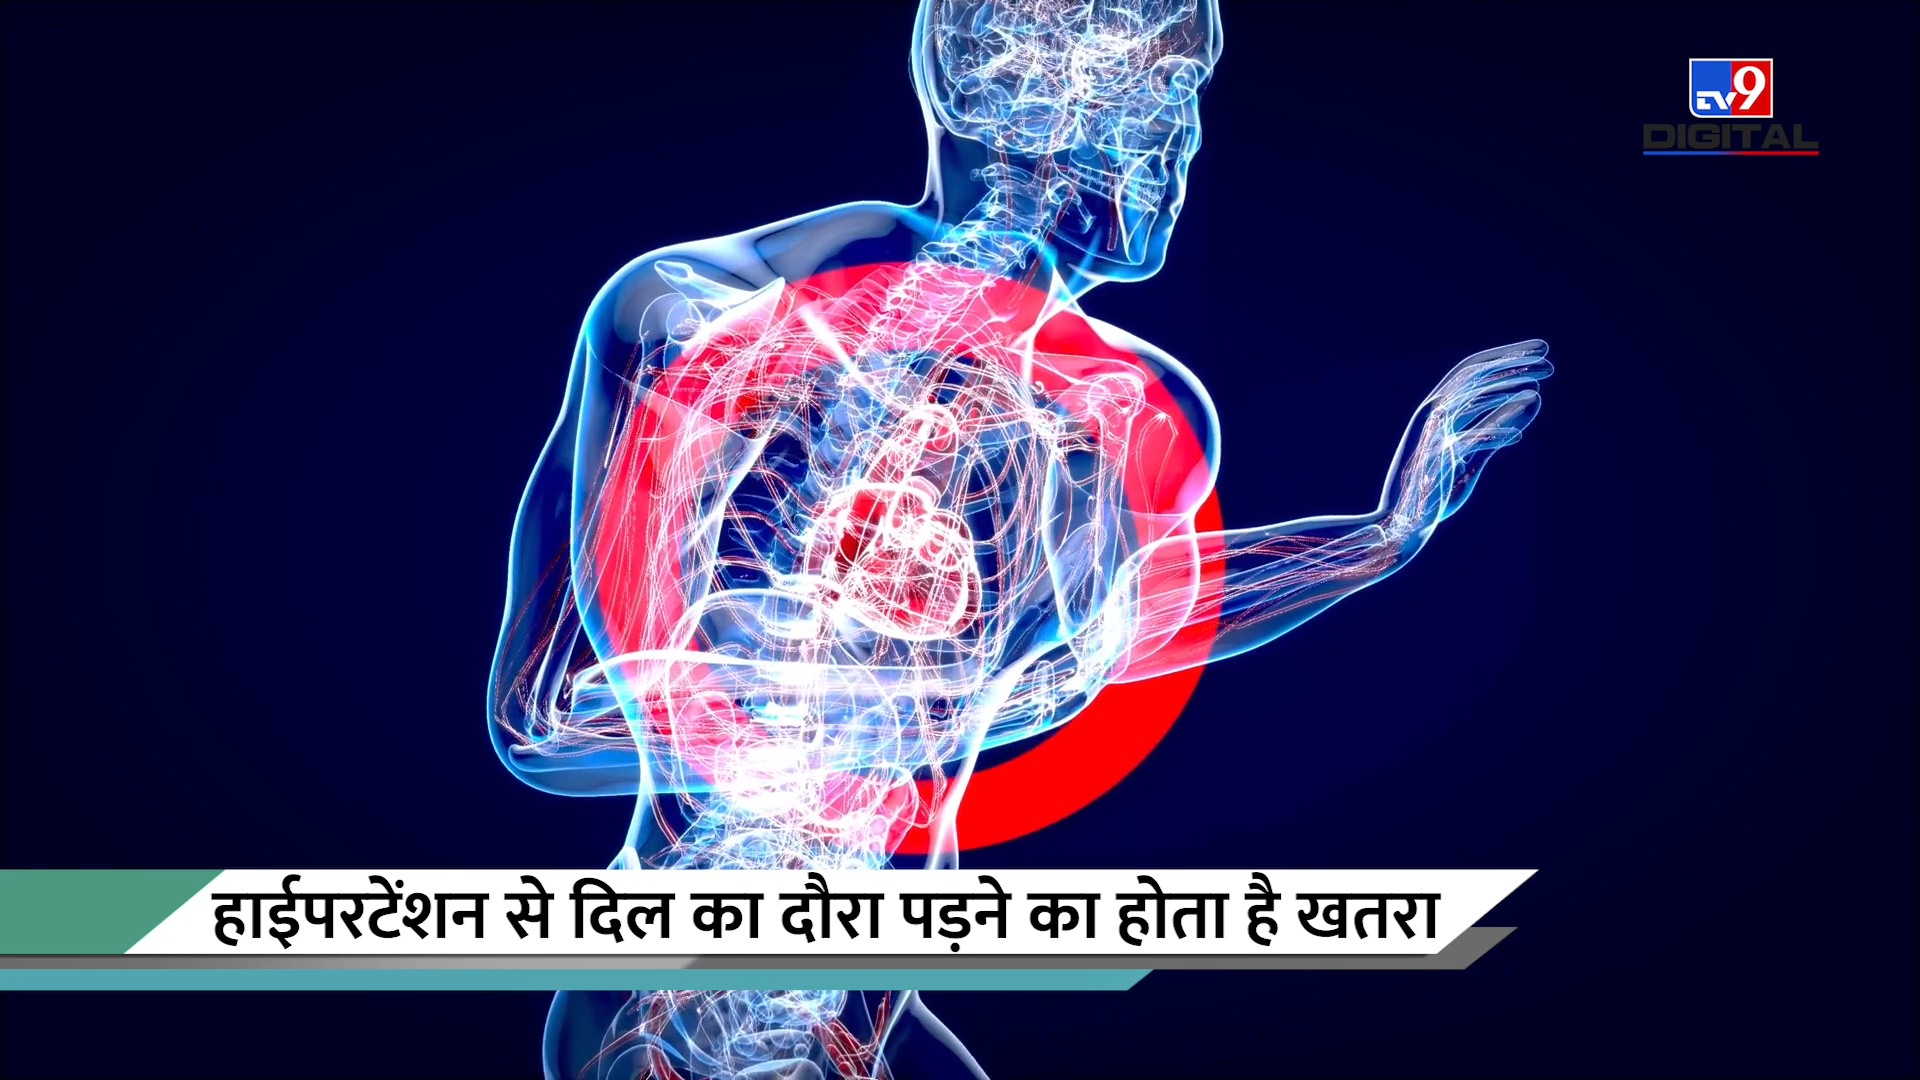 TV9
DIGITAL
हाईपरटेंशन से दिल का दौरा पड़ने का होता है खतरा